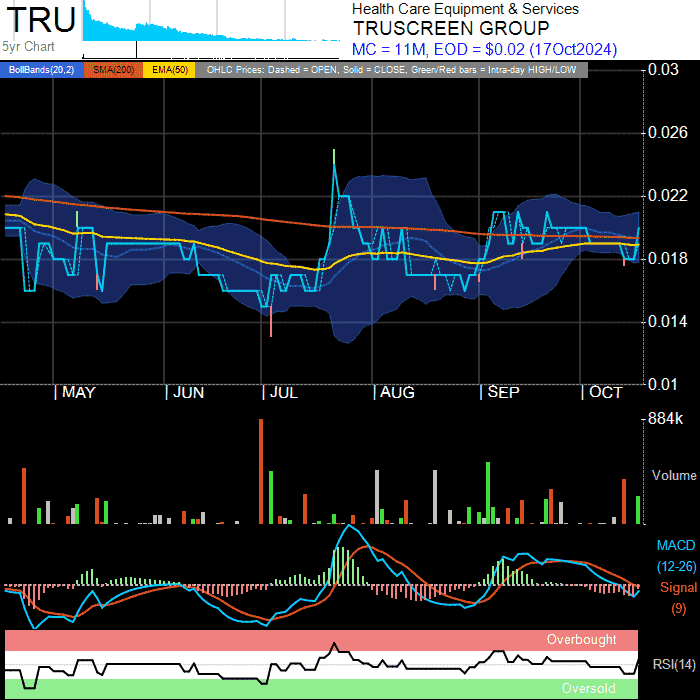 TRU
5yr Chart
Health Care Equipment & Services
TRUSCREEN GROUP
MC = 11M, EOD = $0.02 (17Oct2024)
BollBands(20,2) SMA(200) EMA(50) OHLC Prices: Dashed = OPEN, Solid = CLOSE, Green/Red bars = Intra-day HIGH/LOW
0.03
0.026
0.022
0.018
0.014
0.01
MAY JUN JUL AUG SEP OCT
884k
Volume
MACD
(12-26)
Signal
(9)
Overbought
RSI(14)
Oversold